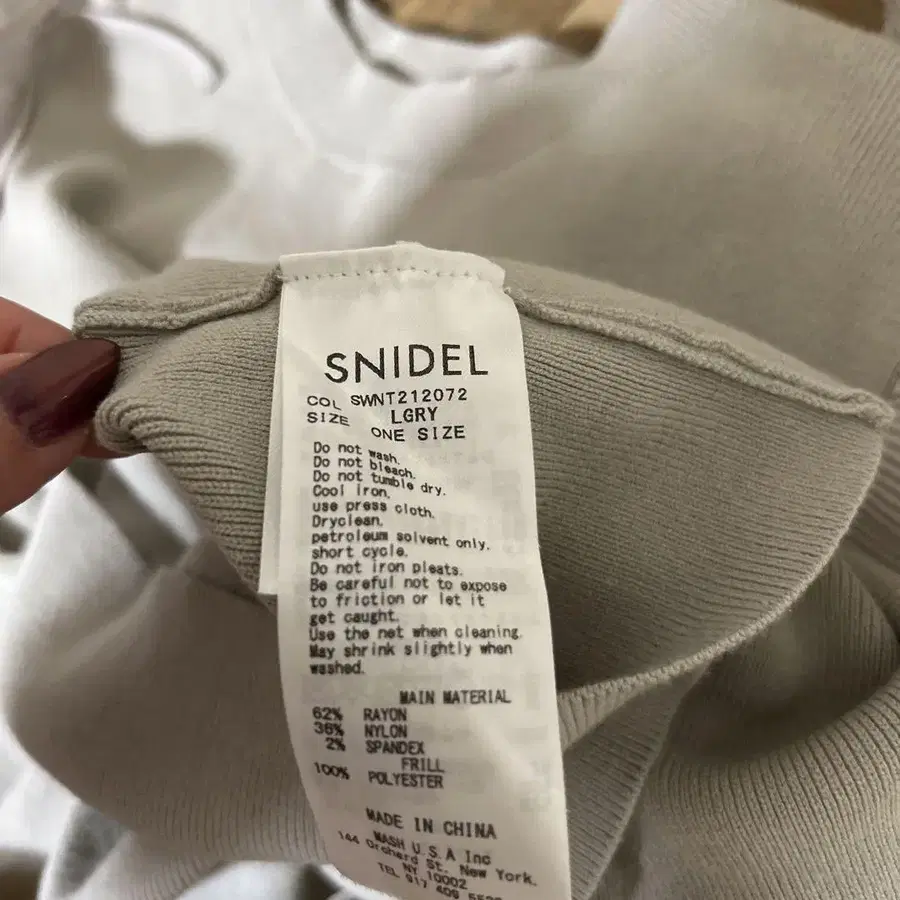 SNIDEL
SWNT212072
COL LGRY
SIZE ONE SIZE
Do not wash.
Do not bleach.
Do not tumble dry.
Cool iron,
use press cloth.
Dryclean,
petroleum solvent only,
short cycle.
Do not iron pleats.
Be careful not to expose
to friction or let it
get caught.
Use the net when cleaning.
May shrink slightly when
washed.
MAIN MATERIAL
62% RAYON
36% NYLON
2% SPANDEX
FRILL
100% POLYESTER
MADE IN CHINA
MASH U.S.A Inc
144 Orchard St. New York.
NY 10002
TEL 917 409